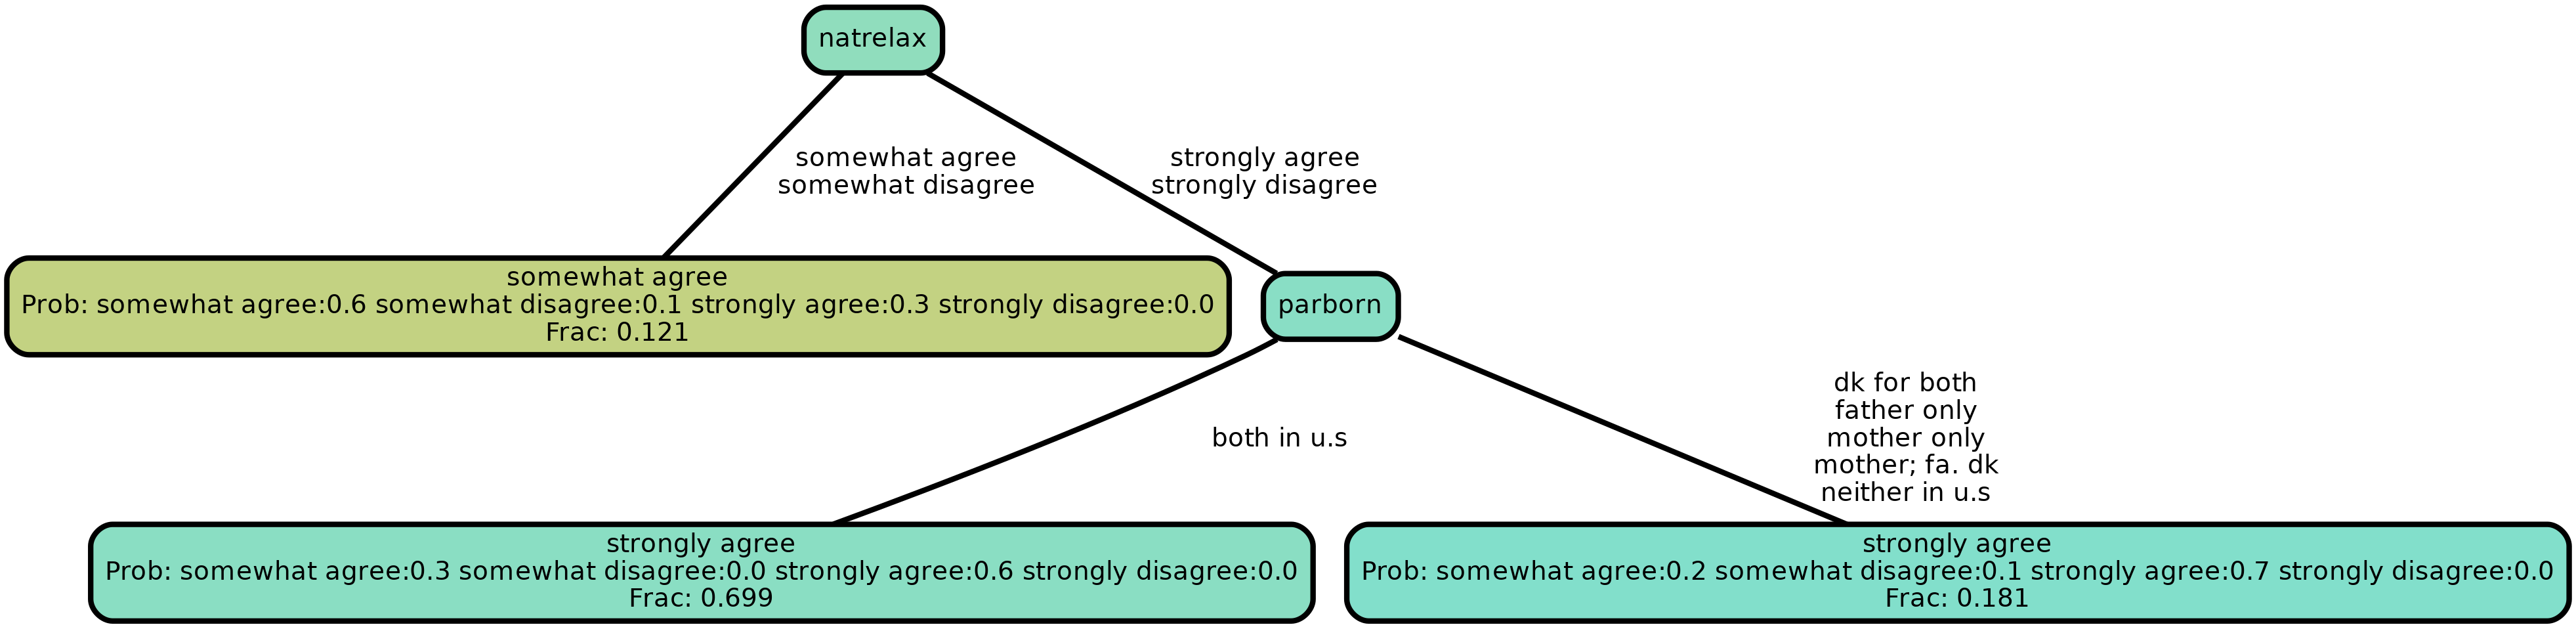 natrelax
somewhat agree
somewhat disagree
strongly agree
strongly disagree
somewhat agree
Prob: somewhat agree:0.6 somewhat disagree:0.1 strongly agree:0.3 strongly disagree:0.0
Frac: 0.121
parborn
both in u.s
dk for both
father only
mother only
mother; fa. dk
neither in u.s
strongly agree
Prob: somewhat agree:0.3 somewhat disagree:0.0 strongly agree:0.6 strongly disagree:0.0
Frac: 0.699
strongly agree
Prob: somewhat agree:0.2 somewhat disagree:0.1 strongly agree:0.7 strongly disagree:0.0
Frac: 0.181